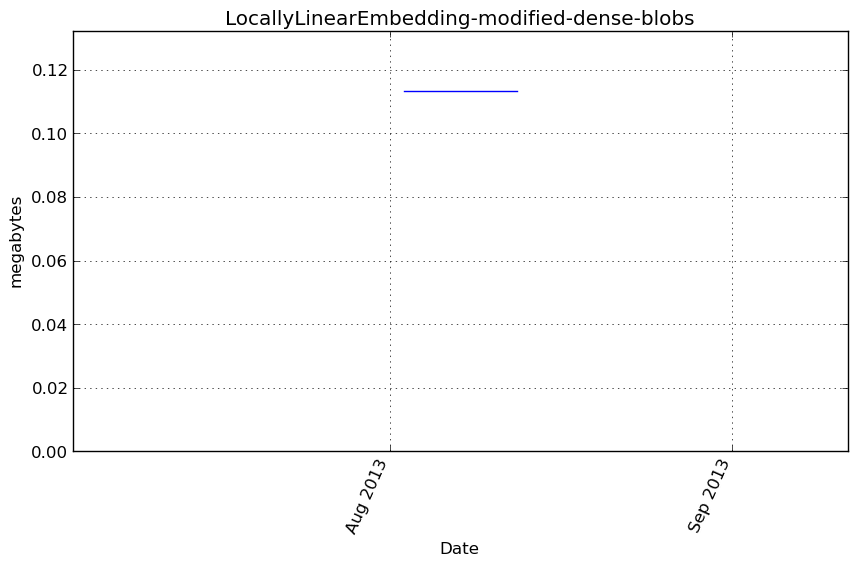 LocallyLinearEmbedding-modified-dense-blobs
0.12
0.10
0.08
0.06
0.04
0.02
0.00
megabytes
Aug 2013
Sep 2013
Date